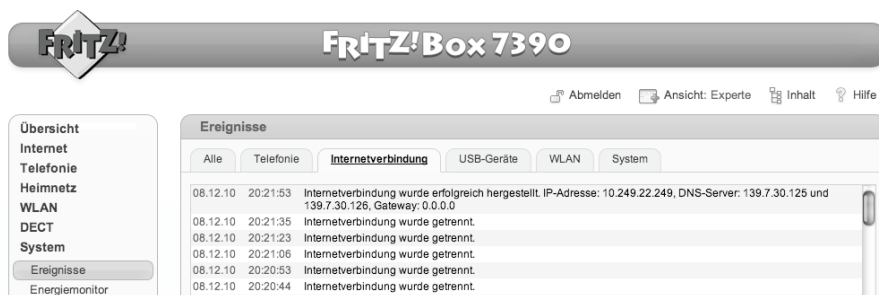 FRITZ!
FRITZ!Box 7390
Abmelden Ansicht: Experte Inhalt Hilfe
Übersicht
Internet
Telefonie
Heimnetz
WLAN
DECT
System
Ereignisse
Energiemonitor
Ereignisse
Alle Telefonie Internetverbindung USB-Geräte WLAN System
08.12.10 20:21:53 Internetverbindung wurde erfolgreich hergestellt. IP-Adresse: 10.249.22.249, DNS-Server: 139.7.30.125 und
139.7.30.126, Gateway: 0.0.0.0
08.12.10 20:21:35 Internetverbindung wurde getrennt.
08.12.10 20:21:23 Internetverbindung wurde getrennt.
08.12.10 20:21:06 Internetverbindung wurde getrennt.
08.12.10 20:20:53 Internetverbindung wurde getrennt.
08.12.10 20:20:44 Internetverbindung wurde getrennt.